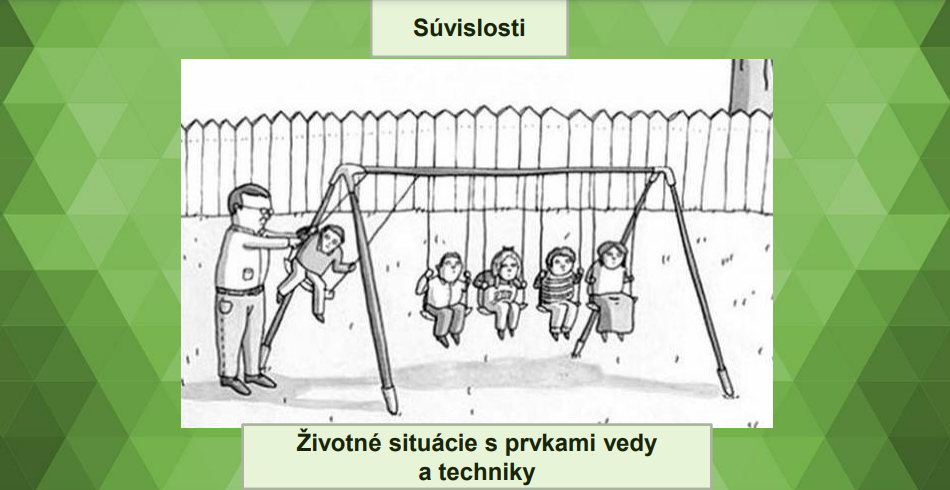 Súvislosti
Životné situácie s prvkami vedy
a techniky